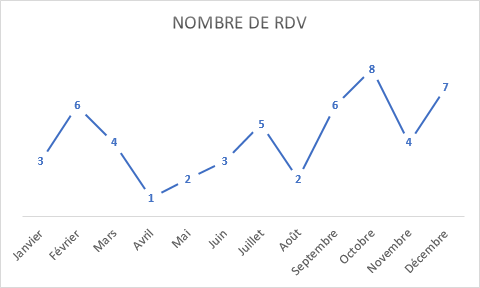 NOMBRE DE RDV
3
6
4
1
2
3
5
2
6
8
4
7
Janvier
Février
Mars
Avril
Mai
Juin
Juillet
Août
Septembre
Octobre
Novembre
Décembre